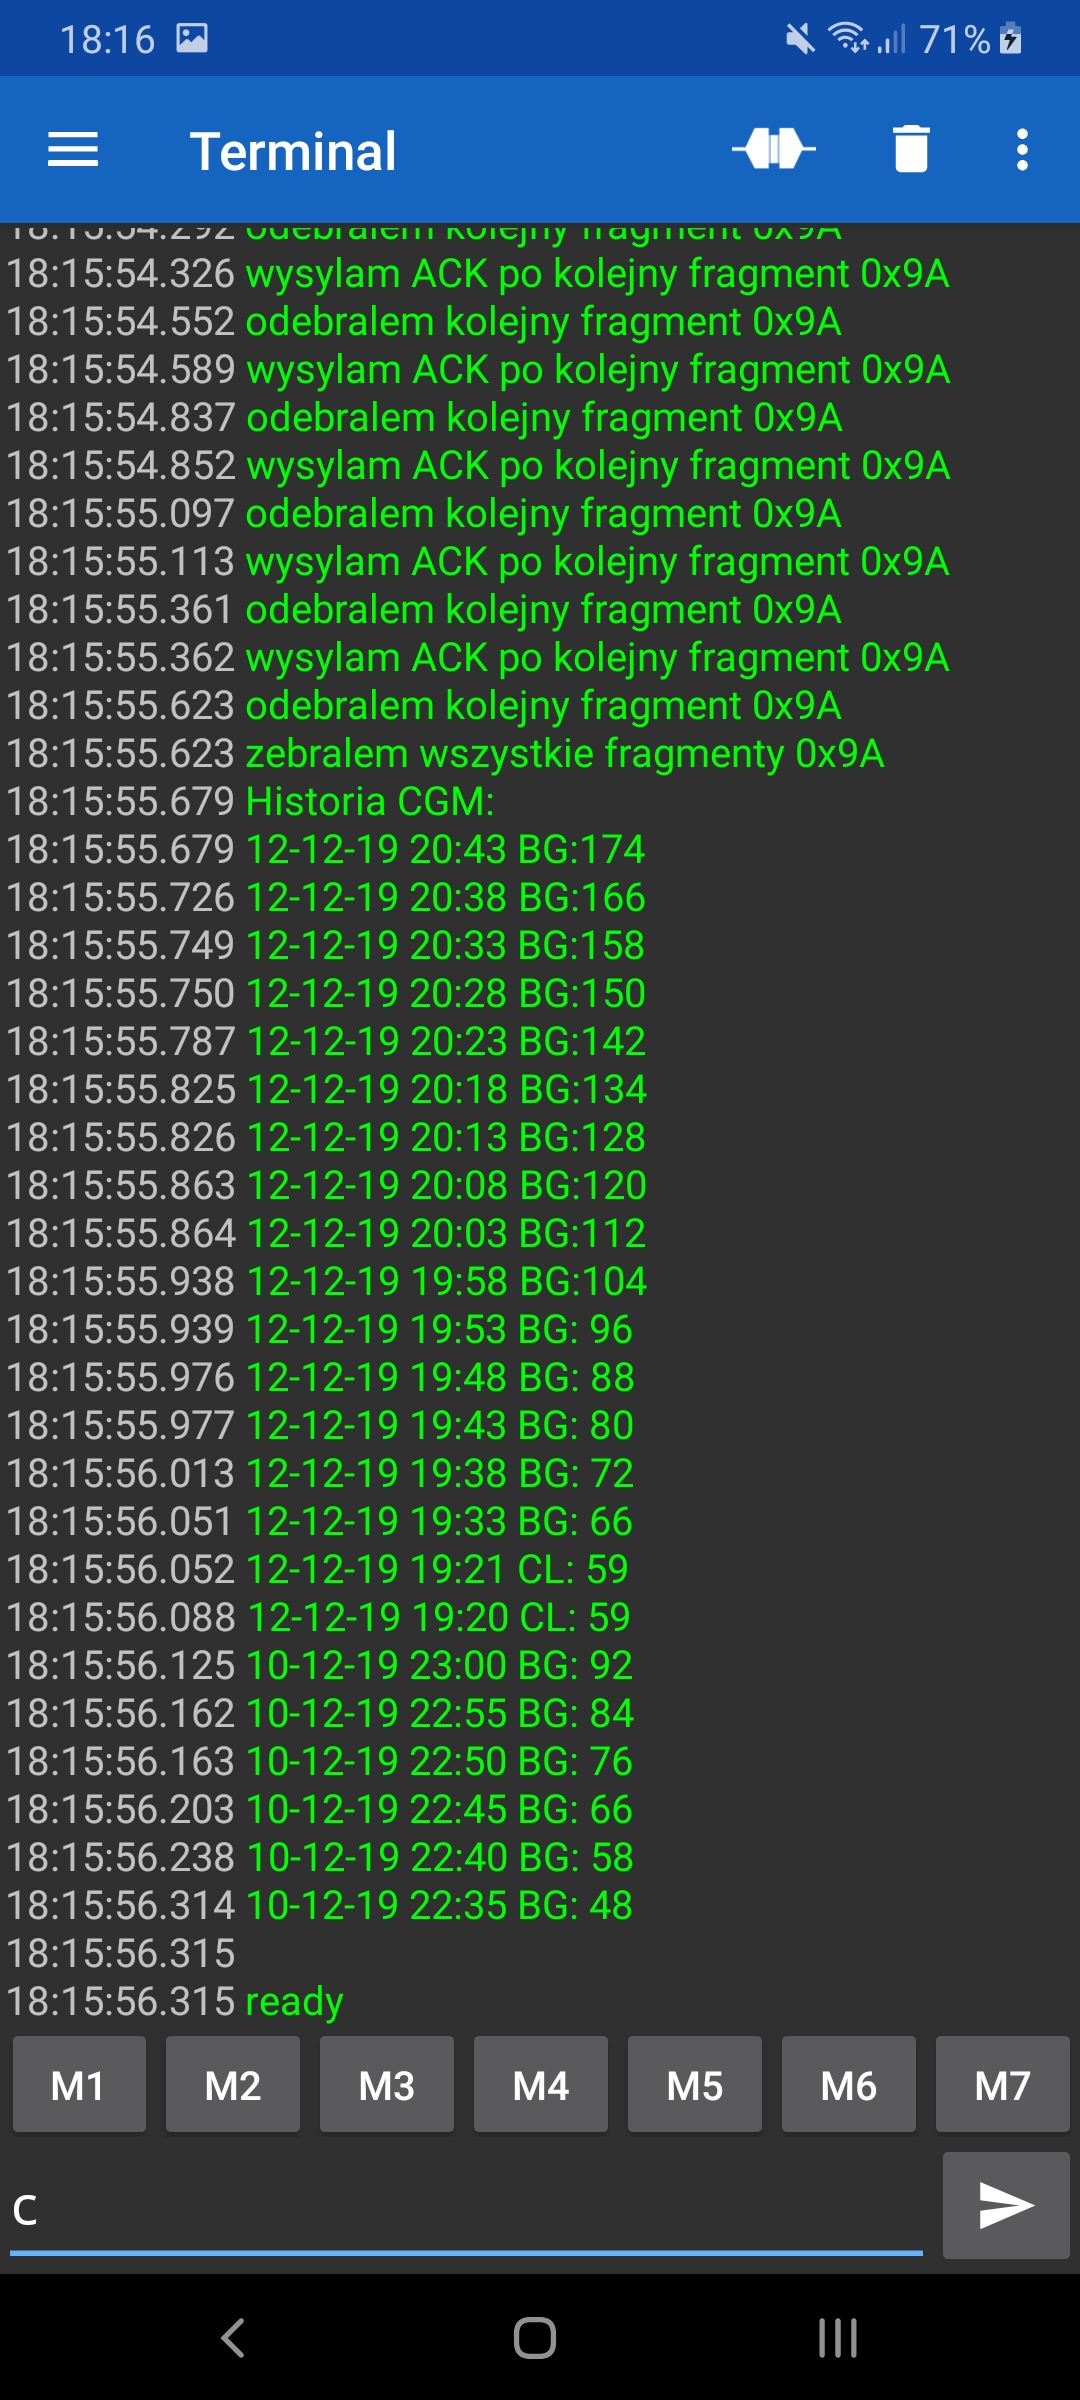 18:16 71%
Terminal
18:15:54.292 odebralem kolejny fragment 0x9A
18:15:54.326 wysylam ACK po kolejny fragment 0x9A
18:15:54.552 odebralem kolejny fragment 0x9A
18:15:54.589 wysylam ACK po kolejny fragment 0x9A
18:15:54.837 odebralem kolejny fragment 0x9A
18:15:54.852 wysylam ACK po kolejny fragment 0x9A
18:15:55.097 odebralem kolejny fragment 0x9A
18:15:55.113 wysylam ACK po kolejny fragment 0x9A
18:15:55.361 odebralem kolejny fragment 0x9A
18:15:55.362 wysylam ACK po kolejny fragment 0x9A
18:15:55.623 odebralem kolejny fragment 0x9A
18:15:55.623 zebralem wszystkie fragmenty 0x9A
18:15:55.679 Historia CGM:
18:15:55.679 12-12-19 20:43 BG:174
18:15:55.726 12-12-19 20:38 BG:166
18:15:55.749 12-12-19 20:33 BG:158
18:15:55.750 12-12-19 20:28 BG:150
18:15:55.787 12-12-19 20:23 BG:142
18:15:55.825 12-12-19 20:18 BG:134
18:15:55.826 12-12-19 20:13 BG:128
18:15:55.863 12-12-19 20:08 BG:120
18:15:55.864 12-12-19 20:03 BG:112
18:15:55.938 12-12-19 19:58 BG:104
18:15:55.939 12-12-19 19:53 BG: 96
18:15:55.976 12-12-19 19:48 BG: 88
18:15:55.977 12-12-19 19:43 BG: 80
18:15:56.013 12-12-19 19:38 BG: 72
18:15:56.051 12-12-19 19:33 BG: 66
18:15:56.052 12-12-19 19:21 CL: 59
18:15:56.088 12-12-19 19:20 CL: 59
18:15:56.125 10-12-19 23:00 BG: 92
18:15:56.162 10-12-19 22:55 BG: 84
18:15:56.163 10-12-19 22:50 BG: 76
18:15:56.203 10-12-19 22:45 BG: 66
18:15:56.238 10-12-19 22:40 BG: 58
18:15:56.314 10-12-19 22:35 BG: 48
18:15:56.315
18:15:56.315 ready
M1 M2 M3 M4 M5 M6 M7
c